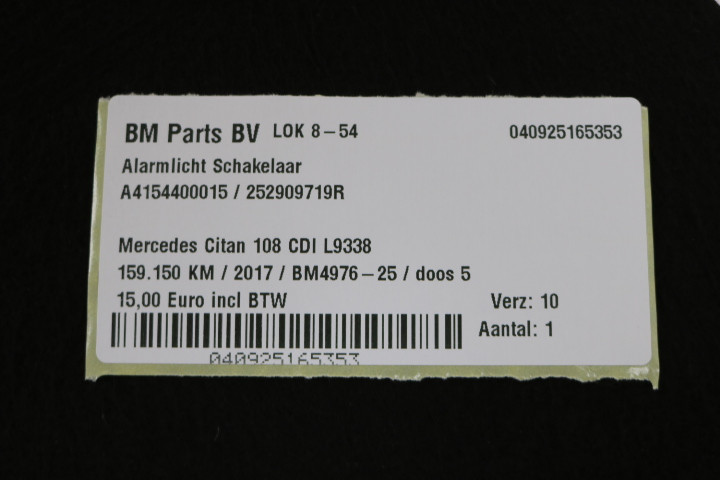 BM Parts BV LOK 8-54 040925165353
Alarmlicht Schakelaar
A4154400015 / 252909719R
Mercedes Citan 108 CDI L9338
159.150 KM / 2017 / BM4976-25 / doos 5
15,00 Euro incl BTW Verz: 10
Aantal: 1
040925165353